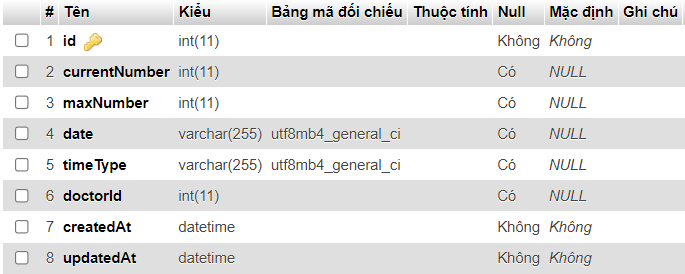 # Tên Kiểu Bảng mã đối chiếu Thuộc tính Null Mặc định Ghi chú
1 id int(11) Không Không
2 currentNumber int(11) Có NULL
3 maxNumber int(11) Có NULL
4 date varchar(255) utf8mb4_general_ci Có NULL
5 timeType varchar(255) utf8mb4_general_ci Có NULL
6 doctorId int(11) Có NULL
7 createdAt datetime Không Không
8 updatedAt datetime Không Không